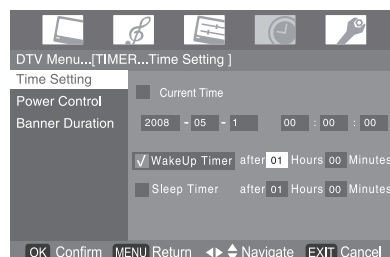 DTV Menu...[TIMER...Time Setting ]
Time Setting
Power Control
Banner Duration
Current Time
2008 - 05 - 1 00 : 00 : 00
√ WakeUp Timer after 01 Hours 00 Minutes
Sleep Timer after 01 Hours 00 Minutes
OK Confirm MENU Return Navigate EXIT Cancel